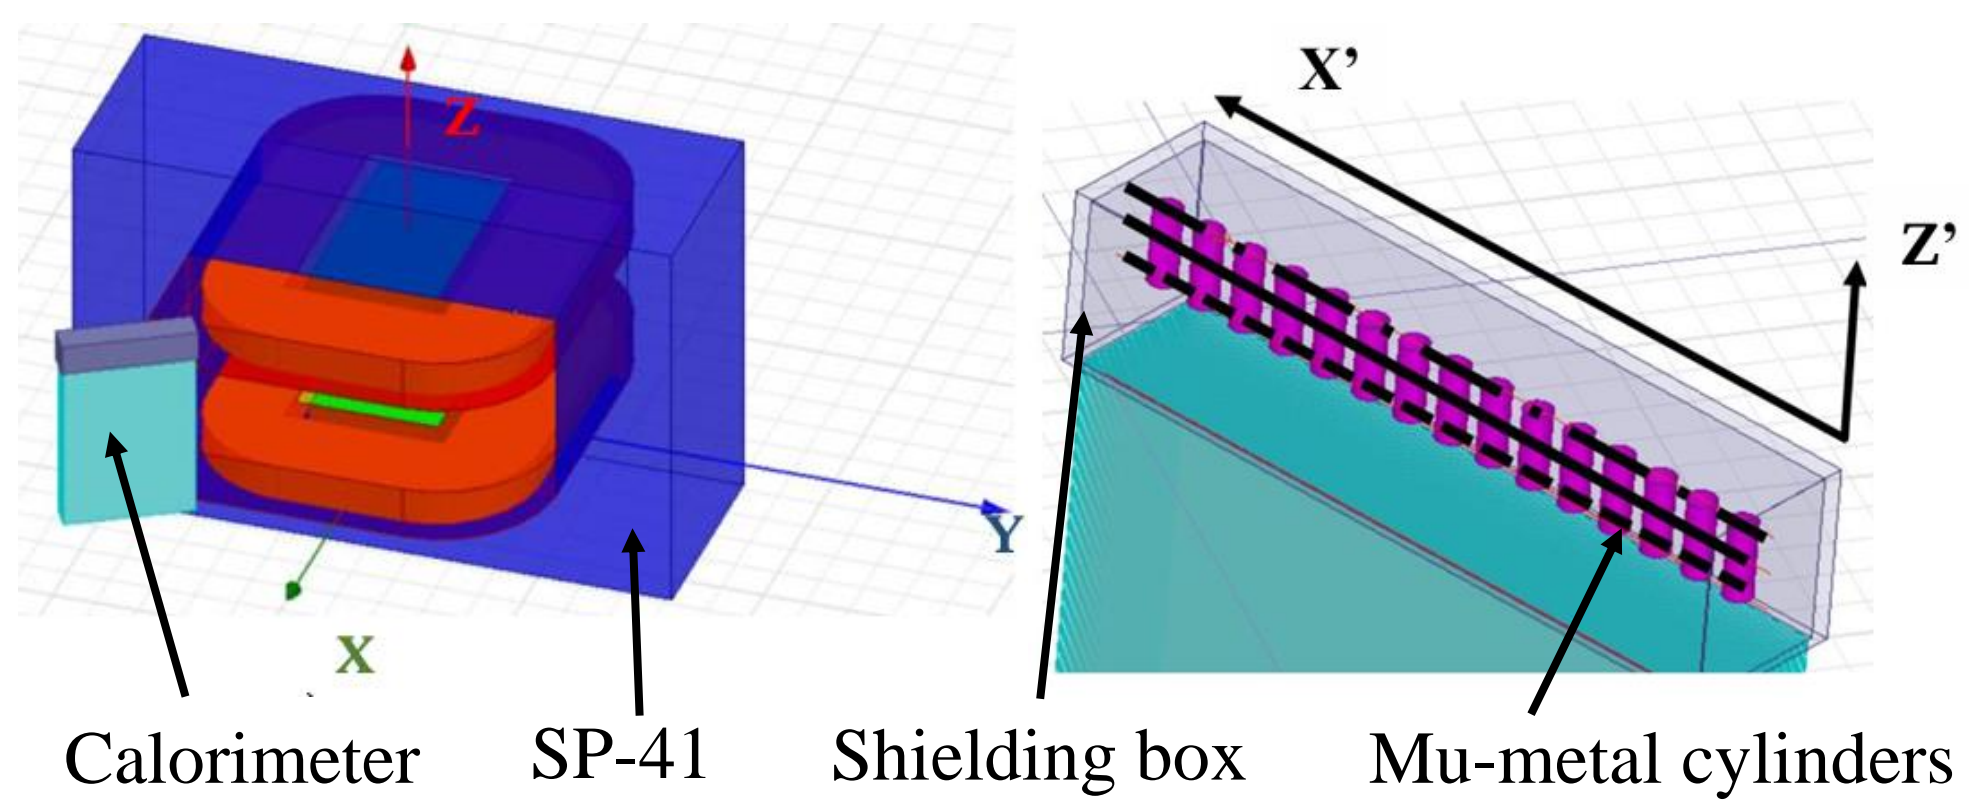 Z
Y
X
X’
Z’
Calorimeter
SP-41
Shielding box
Mu-metal cylinders